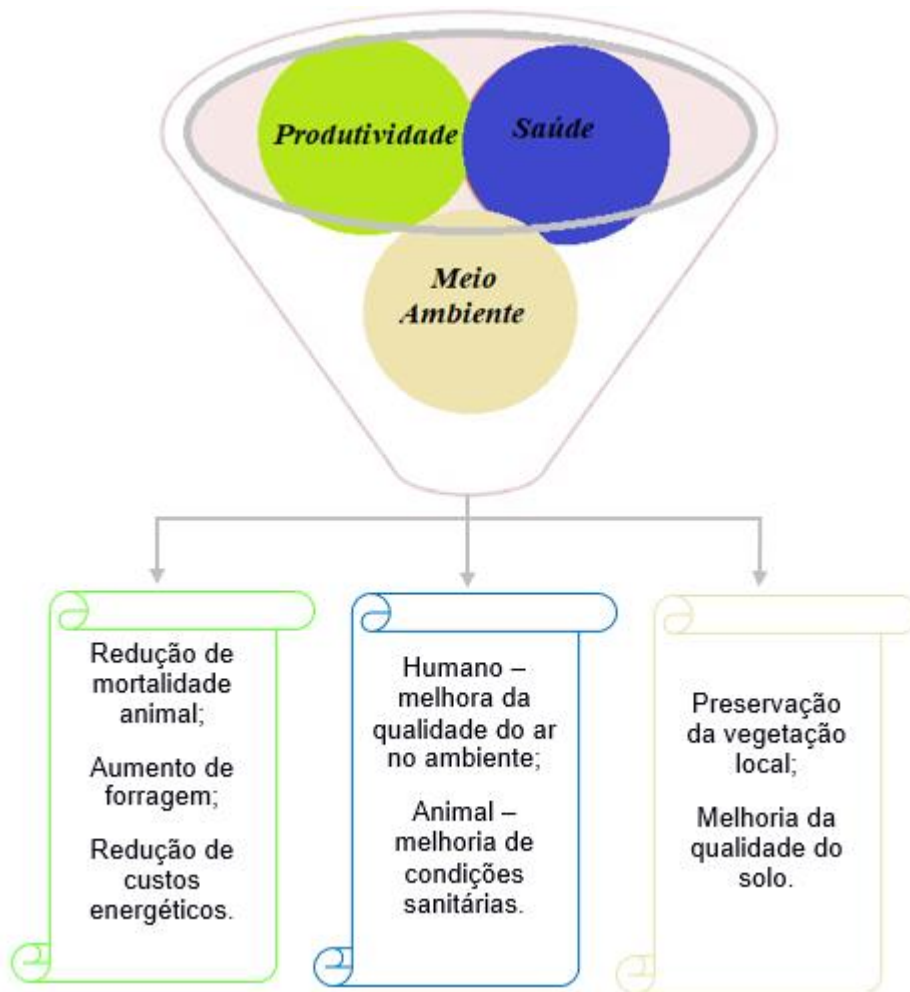 Produtividade
Saúde
Meio
Ambiente
Redução de
mortalidade
animal;
Aumento de
forragem;
Redução de
custos
energéticos.
Humano –
melhora da
qualidade do ar
no ambiente;
Animal –
melhoria de
condições
sanitárias.
Preservação
da vegetação
local;
Melhoria da
qualidade do
solo.